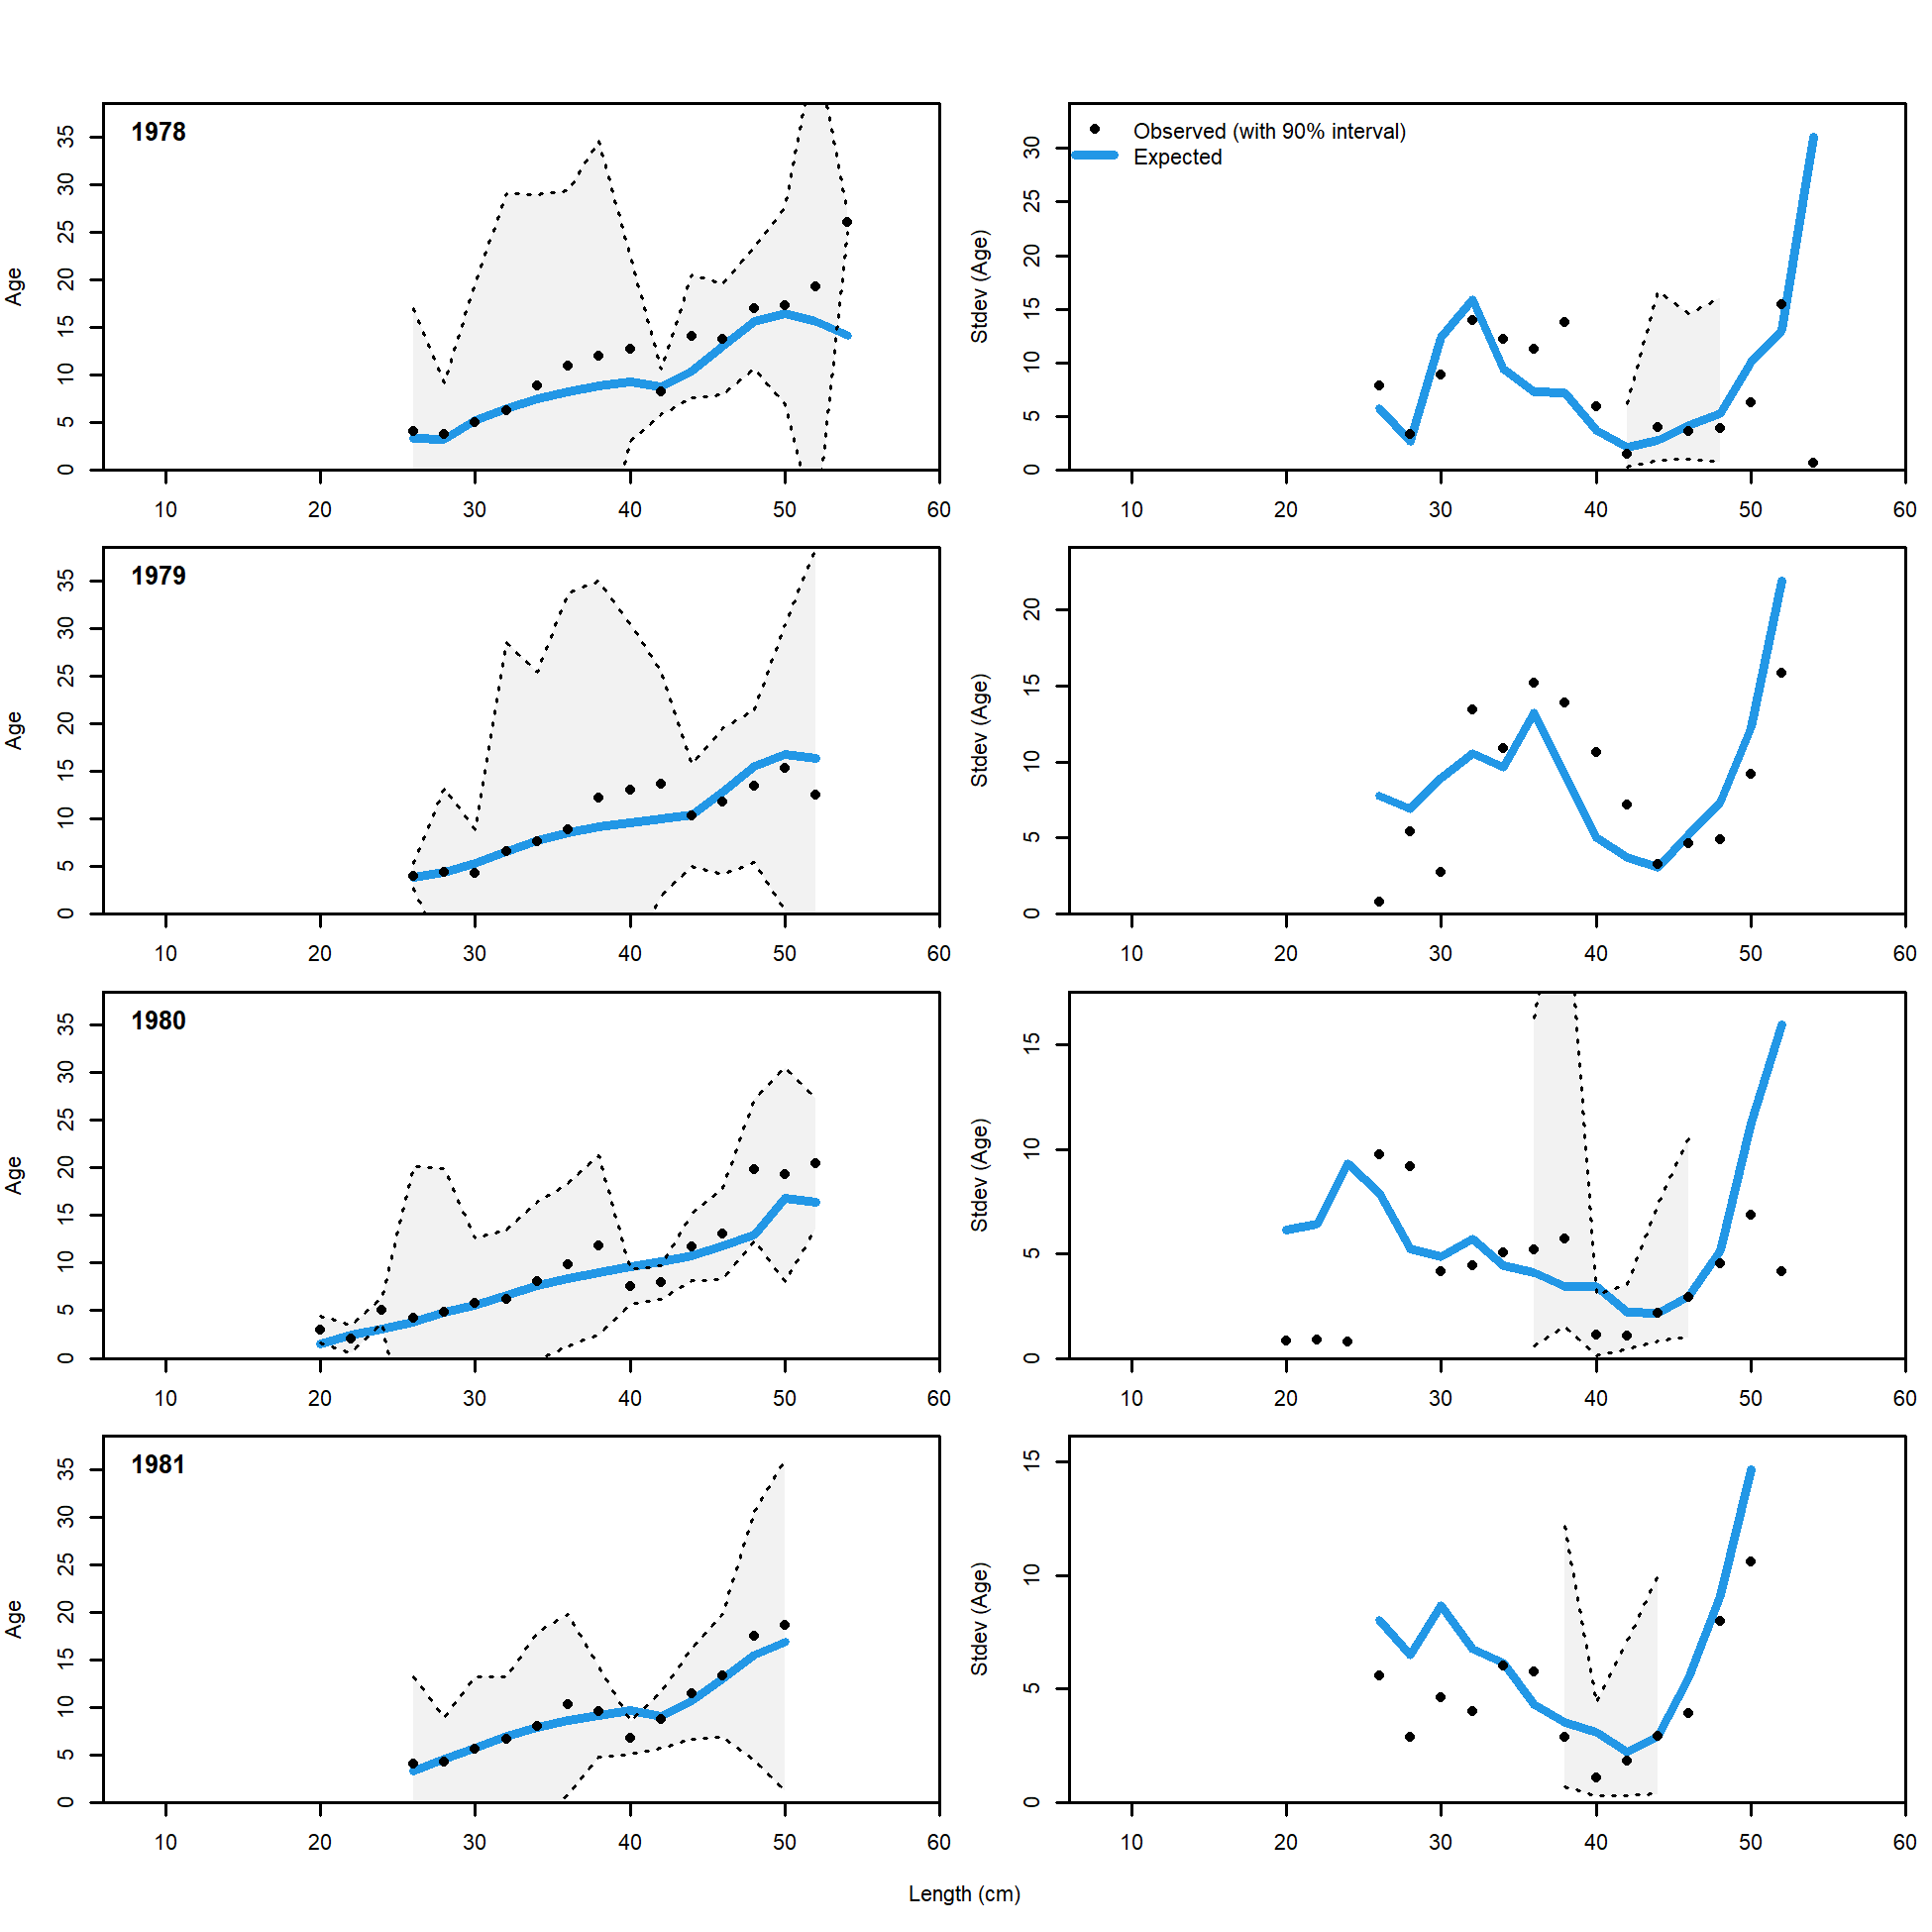 1978
Age
0 5 10 15 20 25 30 35
10 20 30 40 50 60
Observed (with 90% interval)
Expected
Stdev (Age)
0 5 10 15 20 25 30
10 20 30 40 50 60
1979
Age
0 5 10 15 20 25 30 35
10 20 30 40 50 60
Stdev (Age)
0 5 10 15 20
10 20 30 40 50 60
1980
Age
0 5 10 15 20 25 30 35
10 20 30 40 50 60
Stdev (Age)
0 5 10 15
10 20 30 40 50 60
1981
Age
0 5 10 15 20 25 30 35
10 20 30 40 50 60
Stdev (Age)
0 5 10 15
10 20 30 40 50 60
Length (cm)